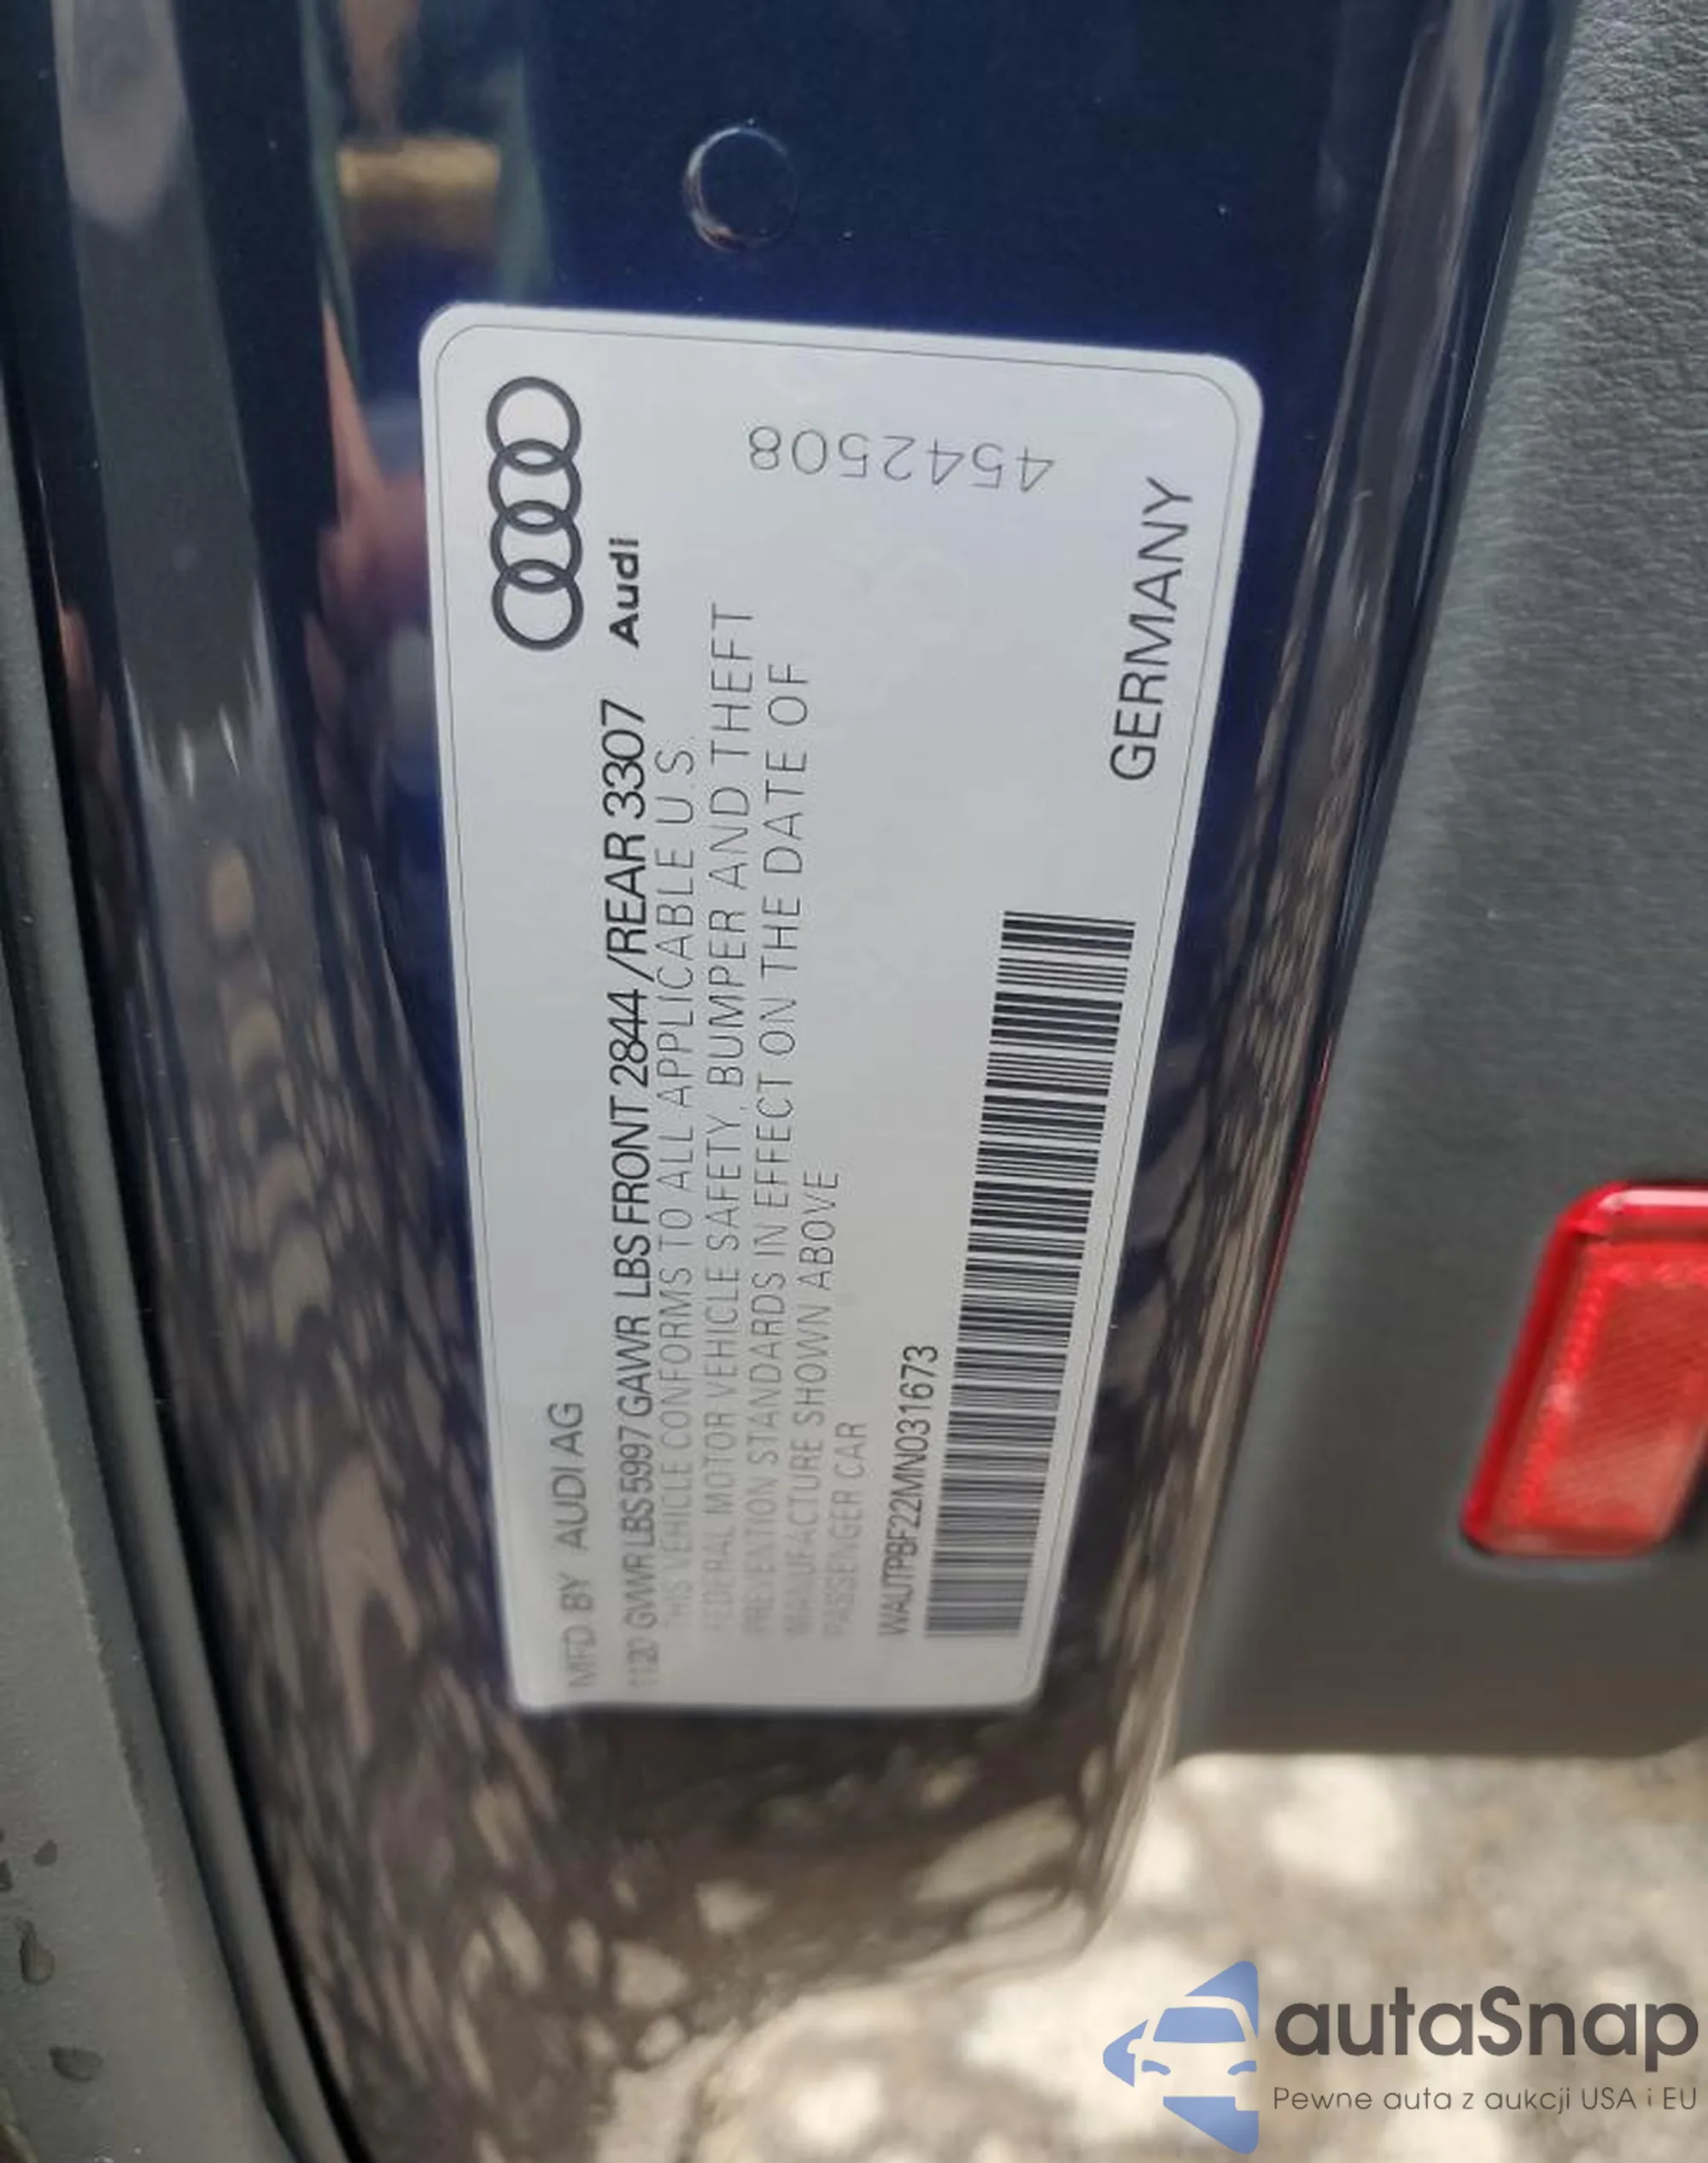 MFD BY AUDI AG
1120 GVWR LBS 5997 GAWR LBS FRONT 2844 /REAR 3307
Audi
THIS VEHICLE CONFORMS TO ALL APPLICABLE U.S.
FEDERAL MOTOR VEHICLE SAFETY, BUMPER AND THEFT
PREVENTION STANDARDS IN EFFECT ON THE DATE OF
MANUFACTURE SHOWN ABOVE
PASSENGER CAR
WAUTPBF22MN031673
GERMANY
4542508
autaSnap
Pewne auta z aukcji USA i EU